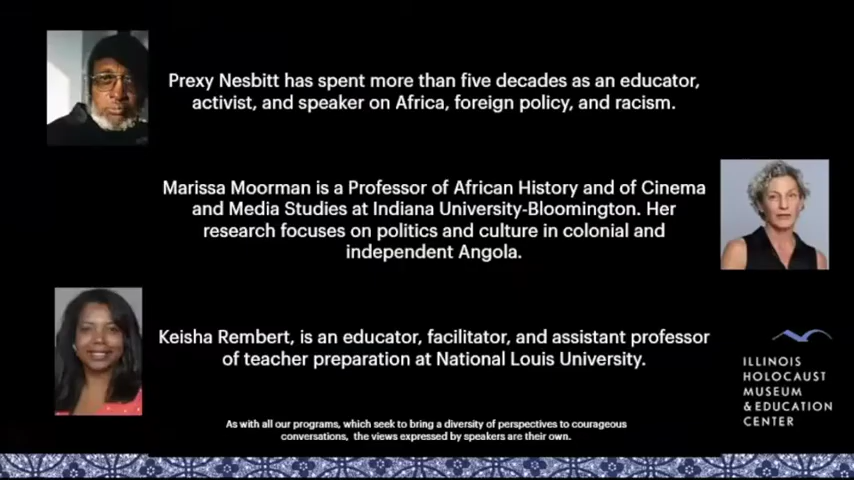 Prexy Nesbitt has spent more than five decades as an educator,
activist, and speaker on Africa, foreign policy, and racism.
Marissa Moorman is a Professor of African History and of Cinema
and Media Studies at Indiana University-Bloomington. Her
research focuses on politics and culture in colonial and
independent Angola.
Keisha Rembert, is an educator, facilitator, and assistant professor
of teacher preparation at National Louis University.
ILLINOIS
HOLOCAUST
MUSEUM
& EDUCATION
CENTER
As with all our programs, which seek to bring a diversity of perspectives to courageous
conversations, the views expressed by speakers are their own.